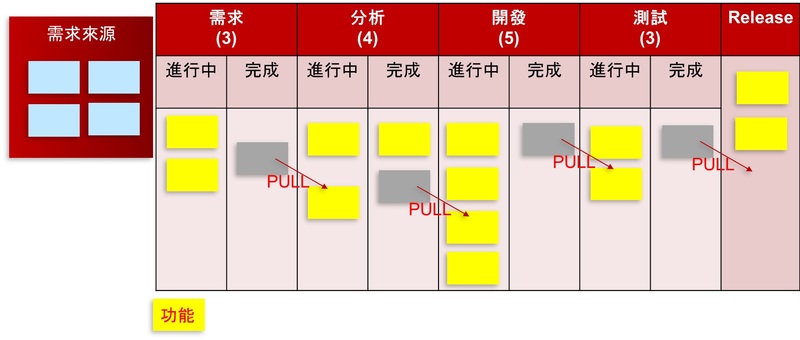 需求來源
需求
(3)
分析
(4)
開發
(5)
測試
(3)
Release
進行中
完成
進行中
完成
進行中
完成
進行中
完成
PULL
PULL
PULL
PULL
功能